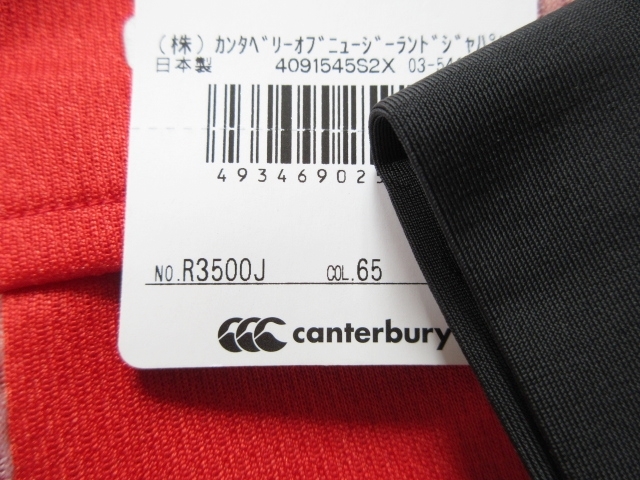 (株)カンタベリーオブニュージーランドジャパ
日本製 4091545S2X 03-54
49346902
NO.R3500J COL.65
CCC canterbury